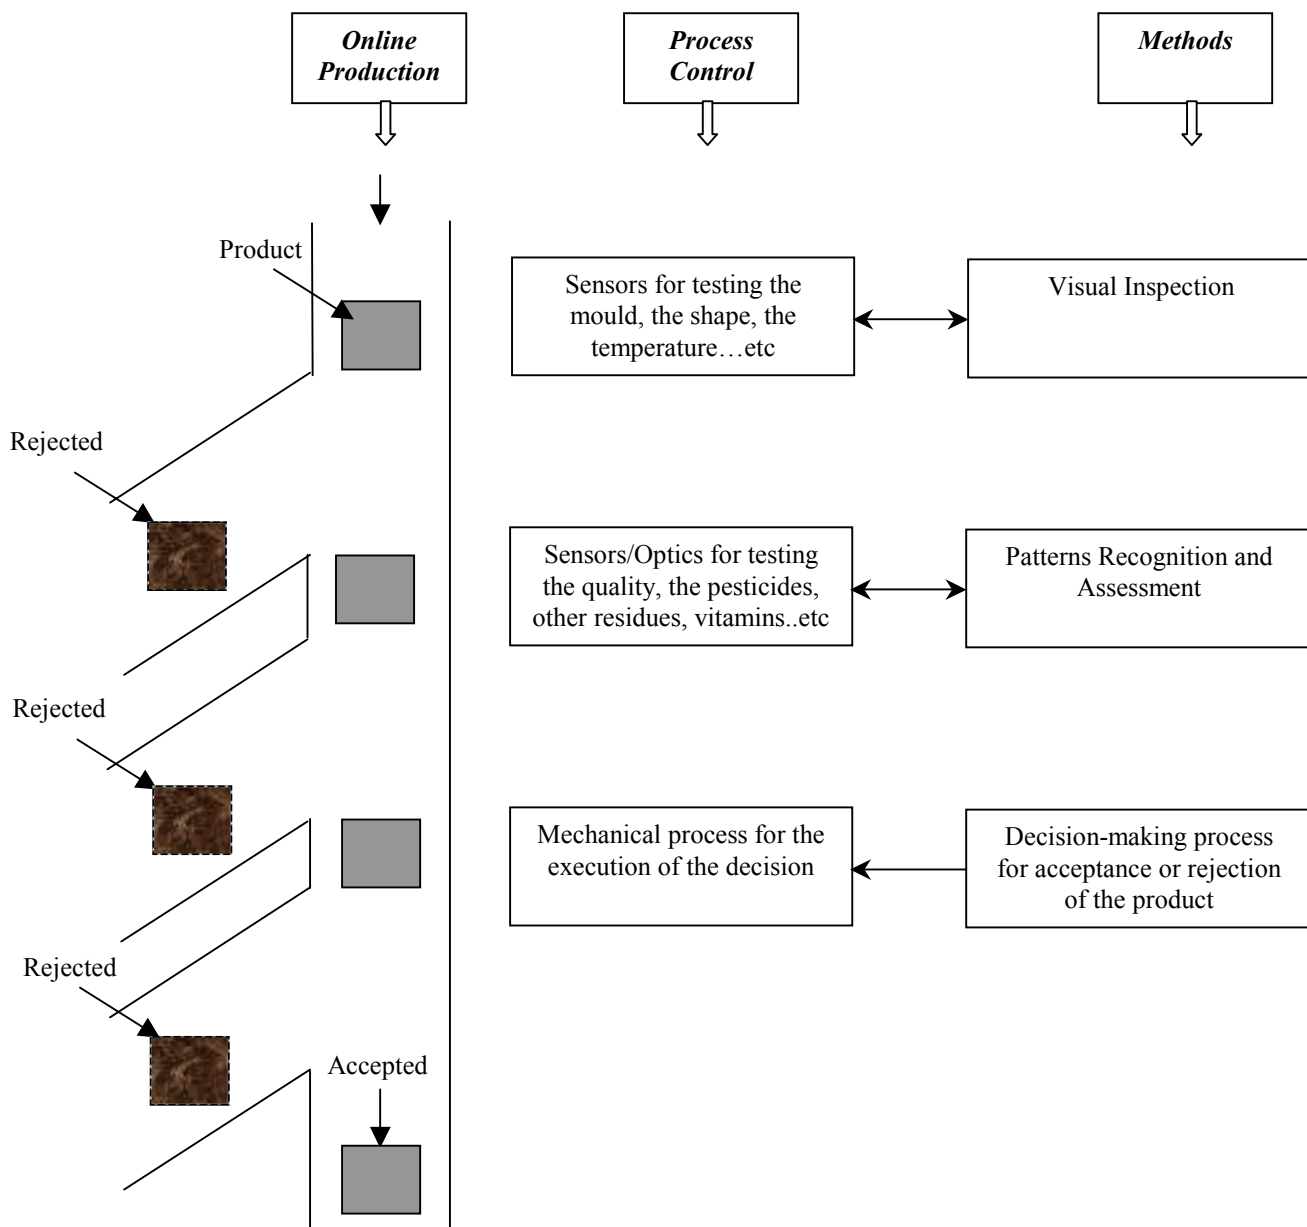 Online
Production
Process
Control
Methods
Product
Sensors for testing the
mould, the shape, the
temperature…etc
Visual Inspection
Rejected
Sensors/Optics for testing
the quality, the pesticides,
other residues, vitamins..etc
Patterns Recognition and
Assessment
Rejected
Mechanical process for the
execution of the decision
Decision-making process
for acceptance or rejection
of the product
Rejected
Accepted